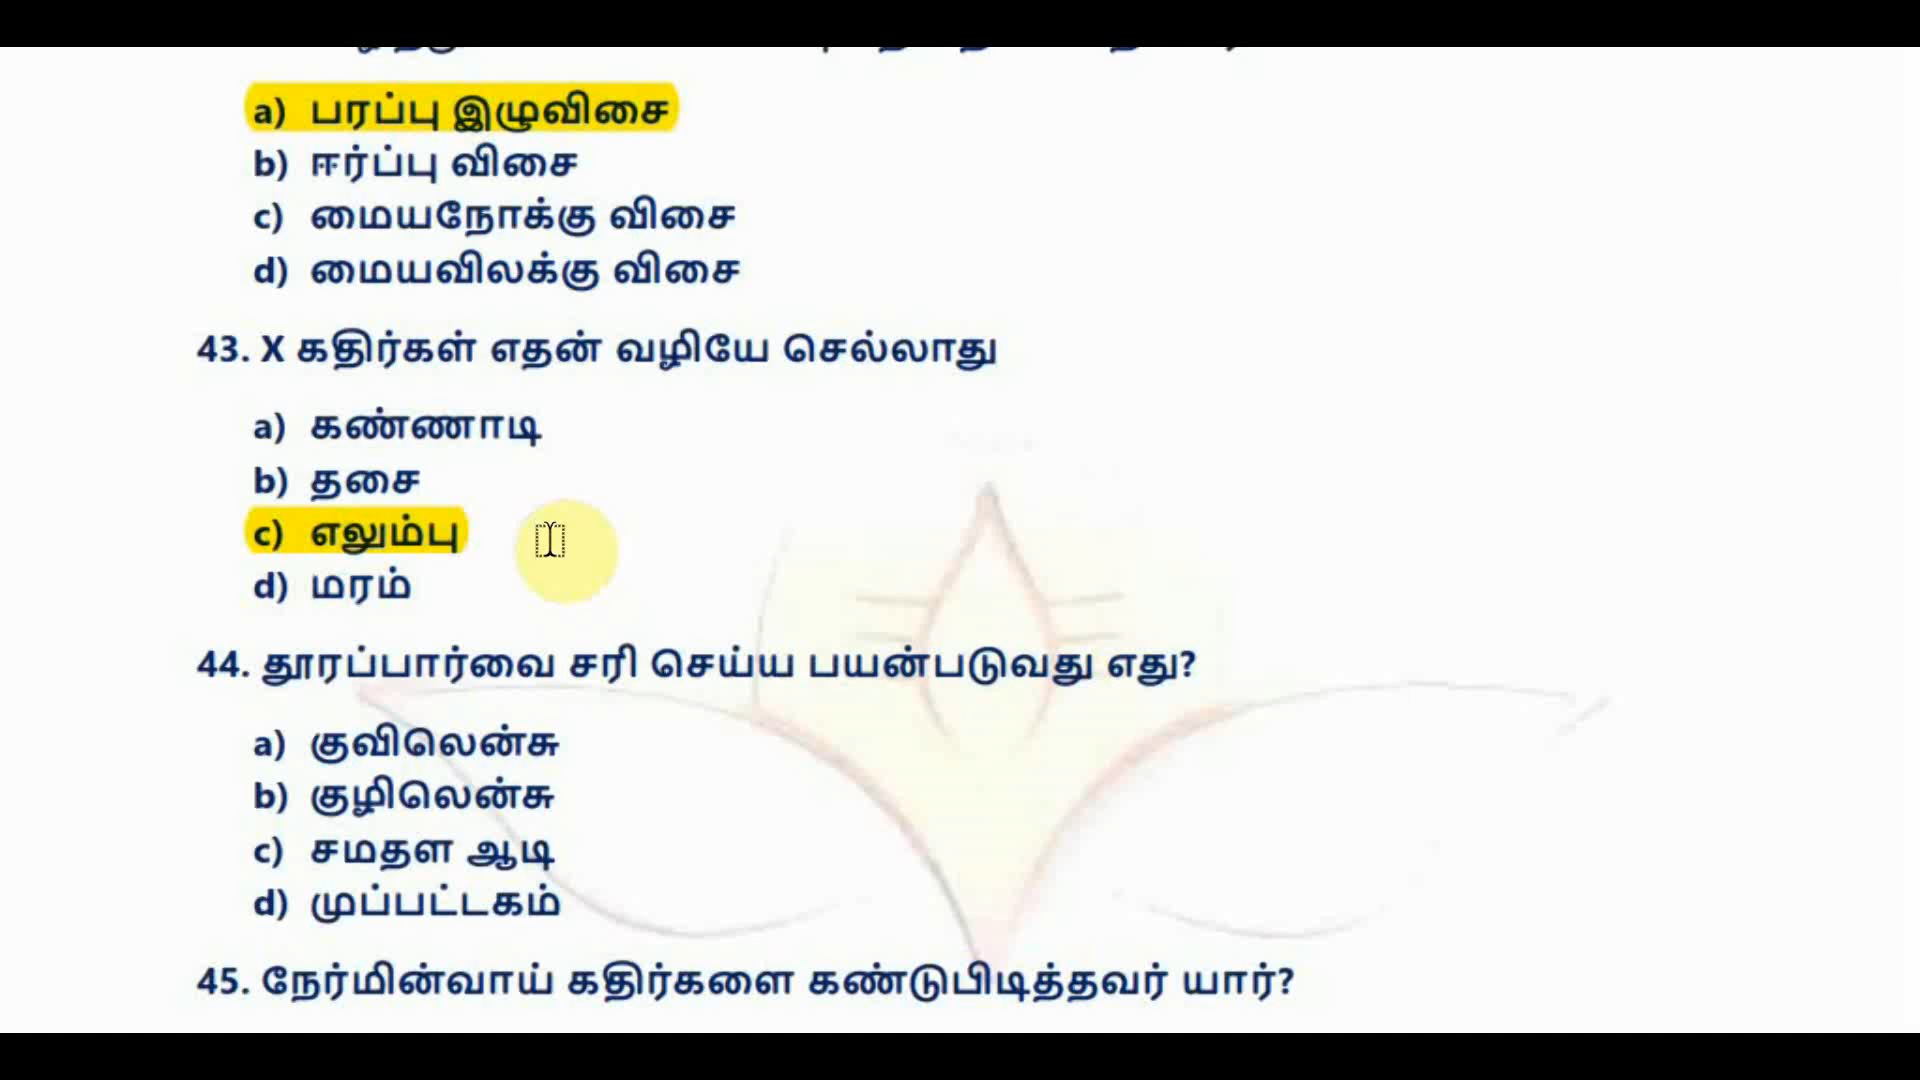 a) பரப்பு இழுவிசை
b) ஈர்ப்பு விசை
c) மையநோக்கு விசை
d) மையவிலக்கு விசை
43. X கதிர்கள் எதன் வழியே செல்லாது
a) கண்ணாடி
b) தசை
c) எலும்பு
d) மரம்
44. தூரப்பார்வை சரி செய்ய பயன்படுவது எது?
a) குவிலென்சு
b) குழிலென்சு
c) சமதள ஆடி
d) முப்பட்டகம்
45. நேர்மின்வாய் கதிர்களை கண்டுபிடித்தவர் யார்?